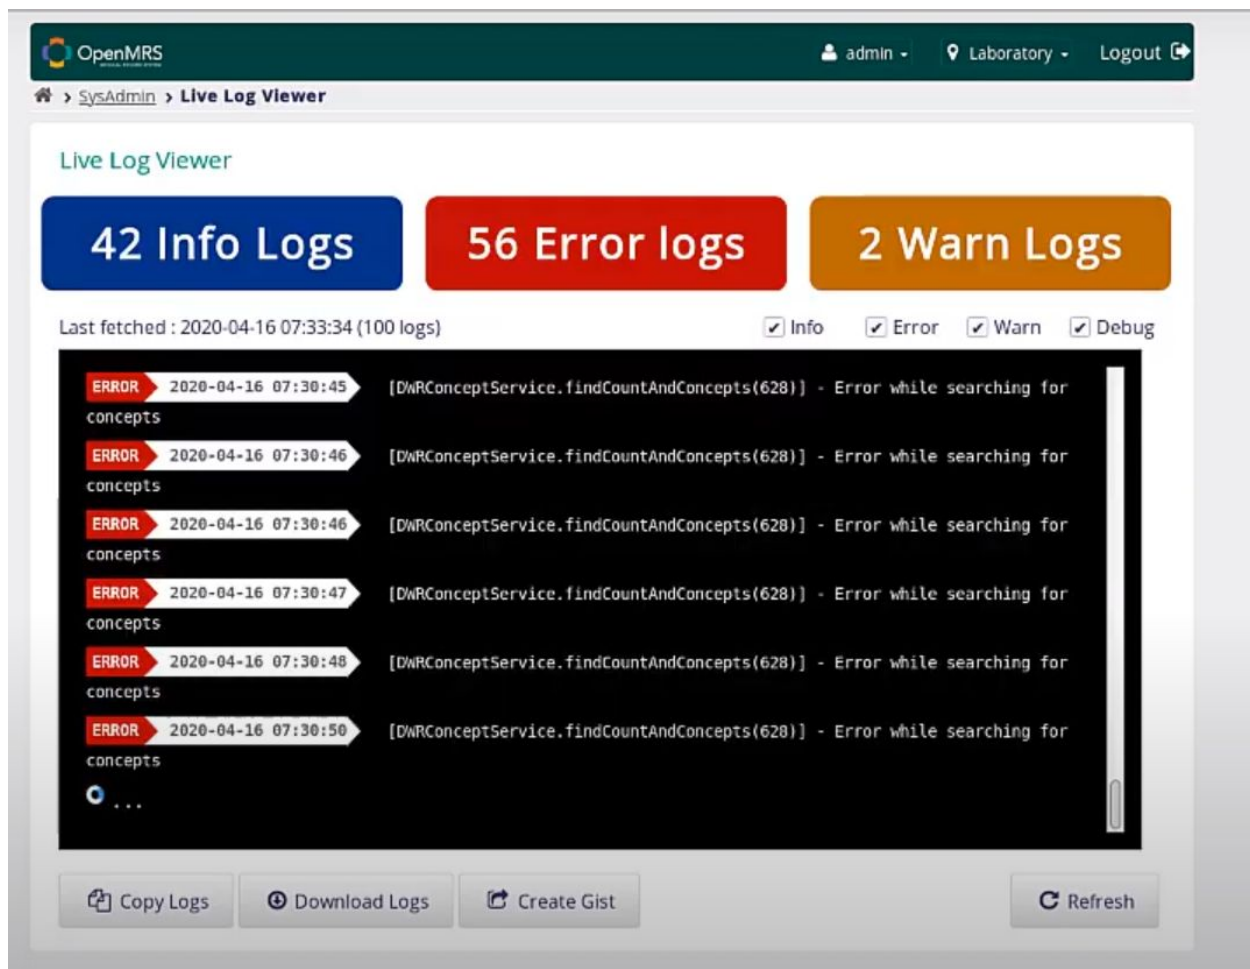 OpenMRS
admin
Laboratory
Logout
SysAdmin > Live Log Viewer
Live Log Viewer
42 Info Logs
56 Error logs
2 Warn Logs
Last fetched : 2020-04-16 07:33:34 (100 logs)
Info
Error
Warn
Debug
ERROR 2020-04-16 07:30:45 [DWRConceptService.findCountAndConcepts(628)] - Error while searching for
concepts
ERROR 2020-04-16 07:30:46 [DWRConceptService.findCountAndConcepts(628)] - Error while searching for
concepts
ERROR 2020-04-16 07:30:46 [DWRConceptService.findCountAndConcepts(628)] - Error while searching for
concepts
ERROR 2020-04-16 07:30:47 [DWRConceptService.findCountAndConcepts(628)] - Error while searching for
concepts
ERROR 2020-04-16 07:30:48 [DWRConceptService.findCountAndConcepts(628)] - Error while searching for
concepts
ERROR 2020-04-16 07:30:50 [DWRConceptService.findCountAndConcepts(628)] - Error while searching for
concepts
...
Copy Logs
Download Logs
Create Gist
Refresh